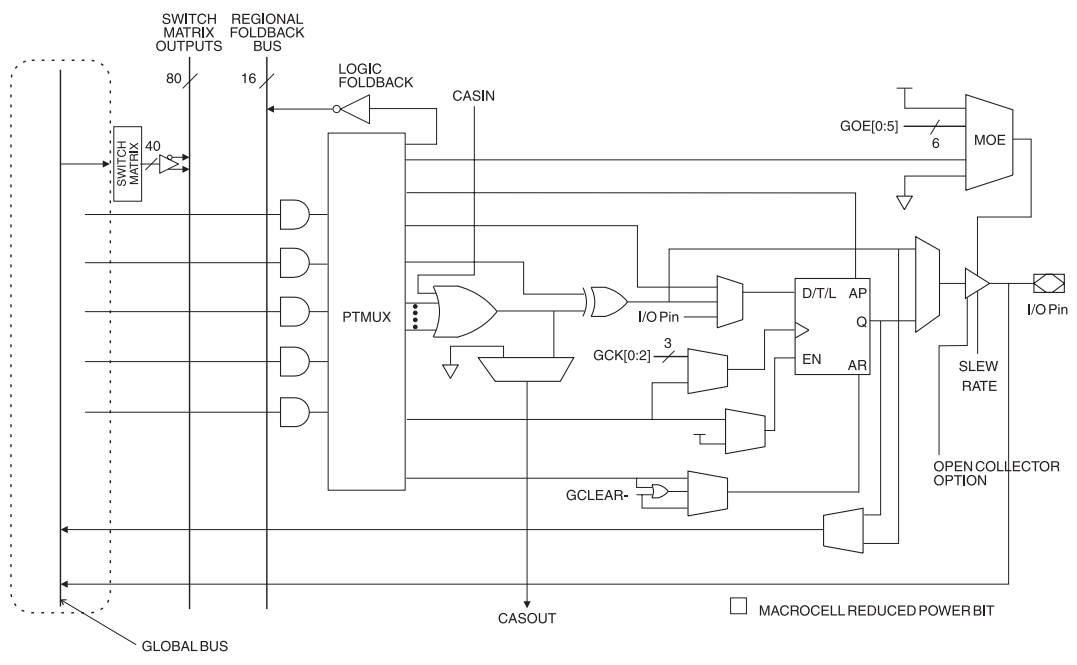 SWITCH
MATRIX
OUTPUTS
REGIONAL
FOLDBACK
BUS
80
16
LOGIC
FOLDBACK
CASIN
GOE[0:5]
6
MOE
SWITCH
MATRIX
40
PTMUX
D/T/L
AP
I/O Pin
Q
I/O Pin
GCK[0:2]
3
EN
AR
SLEW
RATE
OPEN COLLECTOR
OPTION
GCLEAR-
CASOUT
MACROCELL REDUCED POWER BIT
GLOBAL BUS